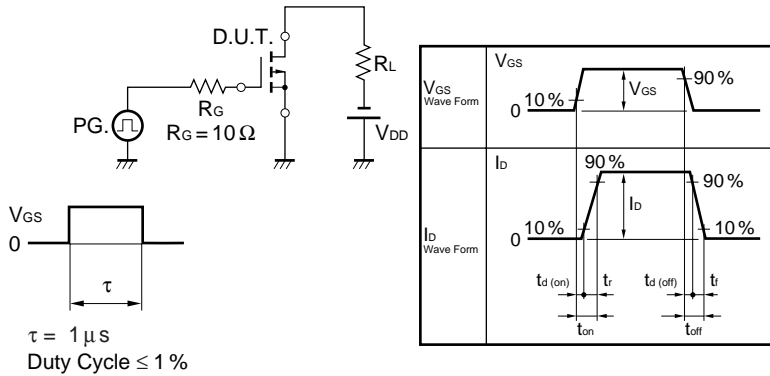 D.U.T.
RL
RG
PG.
RG = 10 Ω
VDD
VGS
0
τ
τ = 1 μs
Duty Cycle ≤ 1 %
VGS
Wave Form
VGS
90 %
VGS
10 %
0
ID
Wave Form
ID
90 %
90 %
ID
10 %
10 %
0
td (on)
tr
td (off)
tf
ton
toff